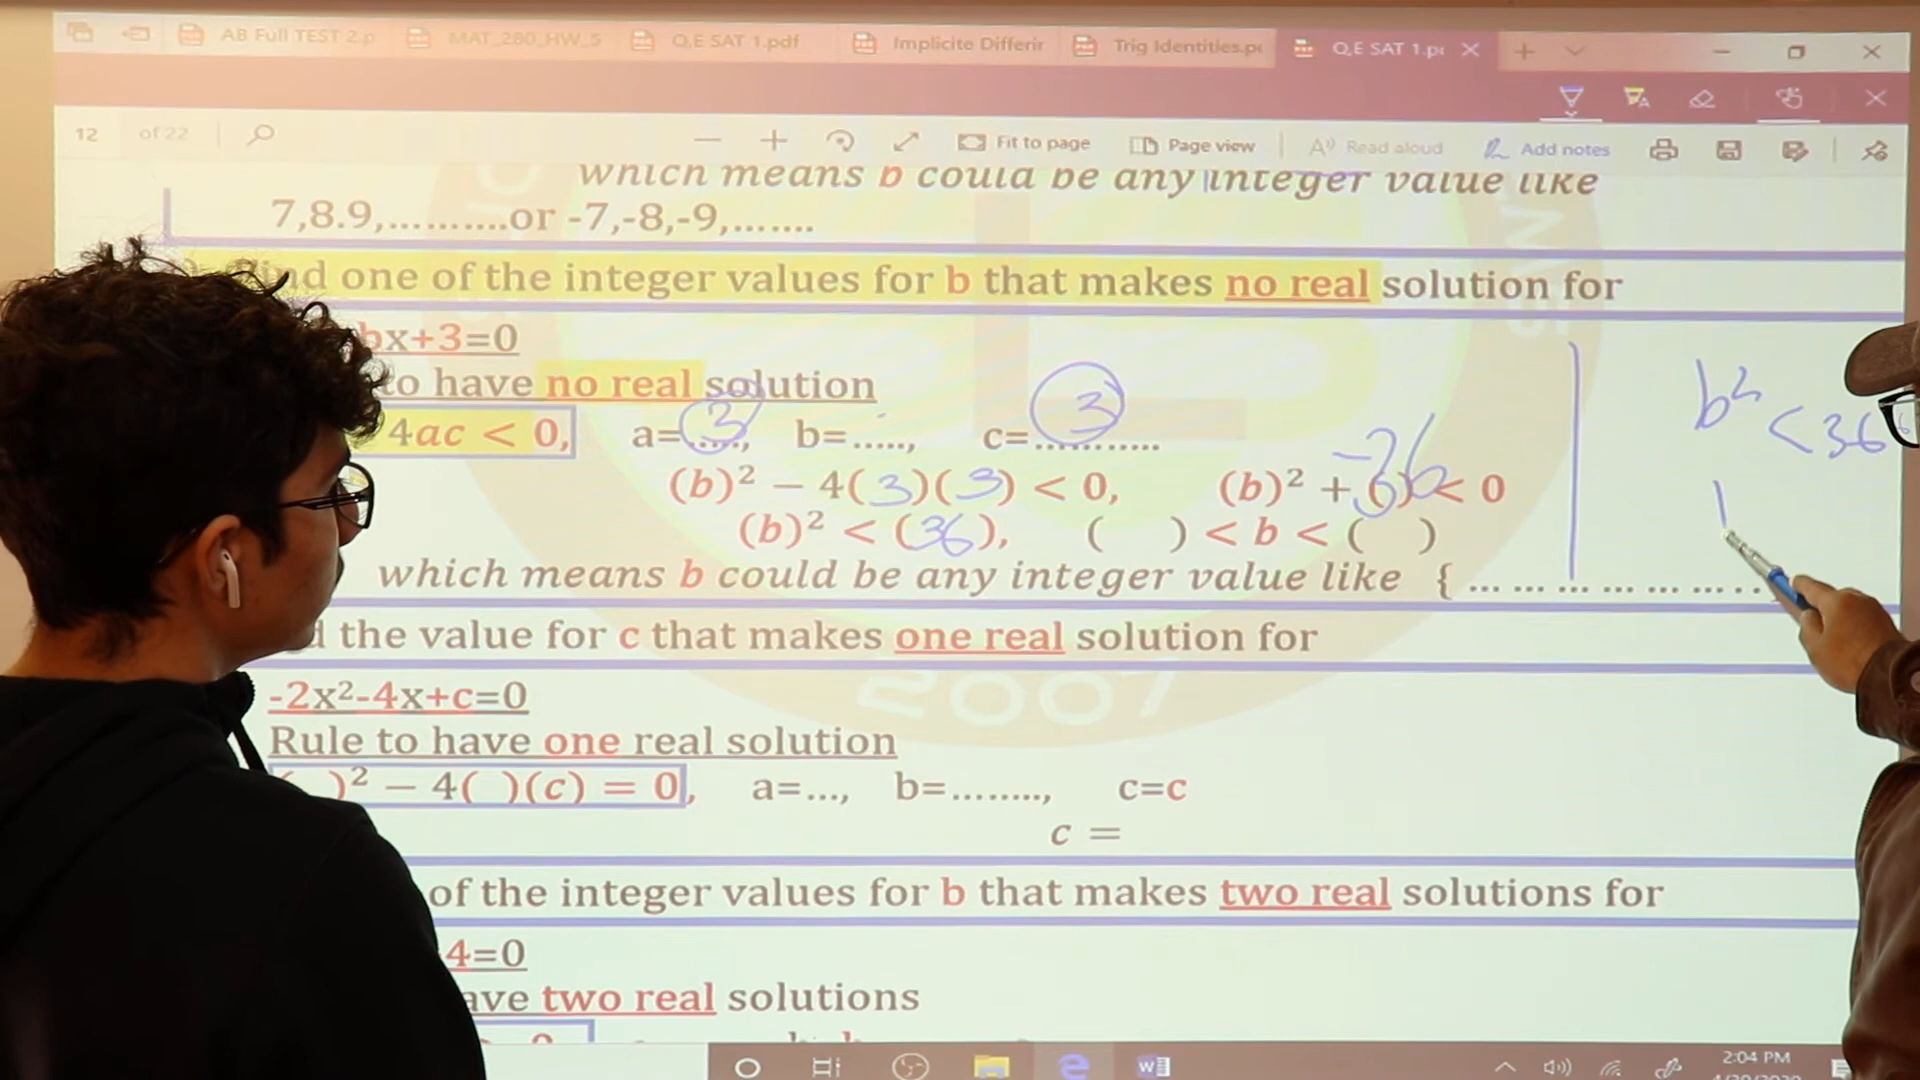 AB Full TEST 2.p MAT_280_HW_5 Q,E SAT 1.pdf Implicite Differir Trig Identities.pd Q,E SAT 1.pd
12 of 22 Fit to page Page view Read aloud Add notes
which means b could be any integer value like
7,8.9,..........or -7,-8,-9,.......
ind one of the integer values for b that makes no real solution for
bx+3=0
to have no real solution
4ac < 0, a=3....., b=....., c=3...........
b² < 36
-36
(b)² − 4(3)(3) < 0, (b)² + ( ) < 0
(b)² < (36), ( ) < b < ( )
which means b could be any integer value like { ... ... ... ... ... ... ..
d the value for c that makes one real solution for
-2x²-4x+c=0
Rule to have one real solution
( )² − 4( )(c) = 0, a=..., b=........, c=c
c =
of the integer values for b that makes two real solutions for
4=0
ave two real solutions
2007
2:04 PM